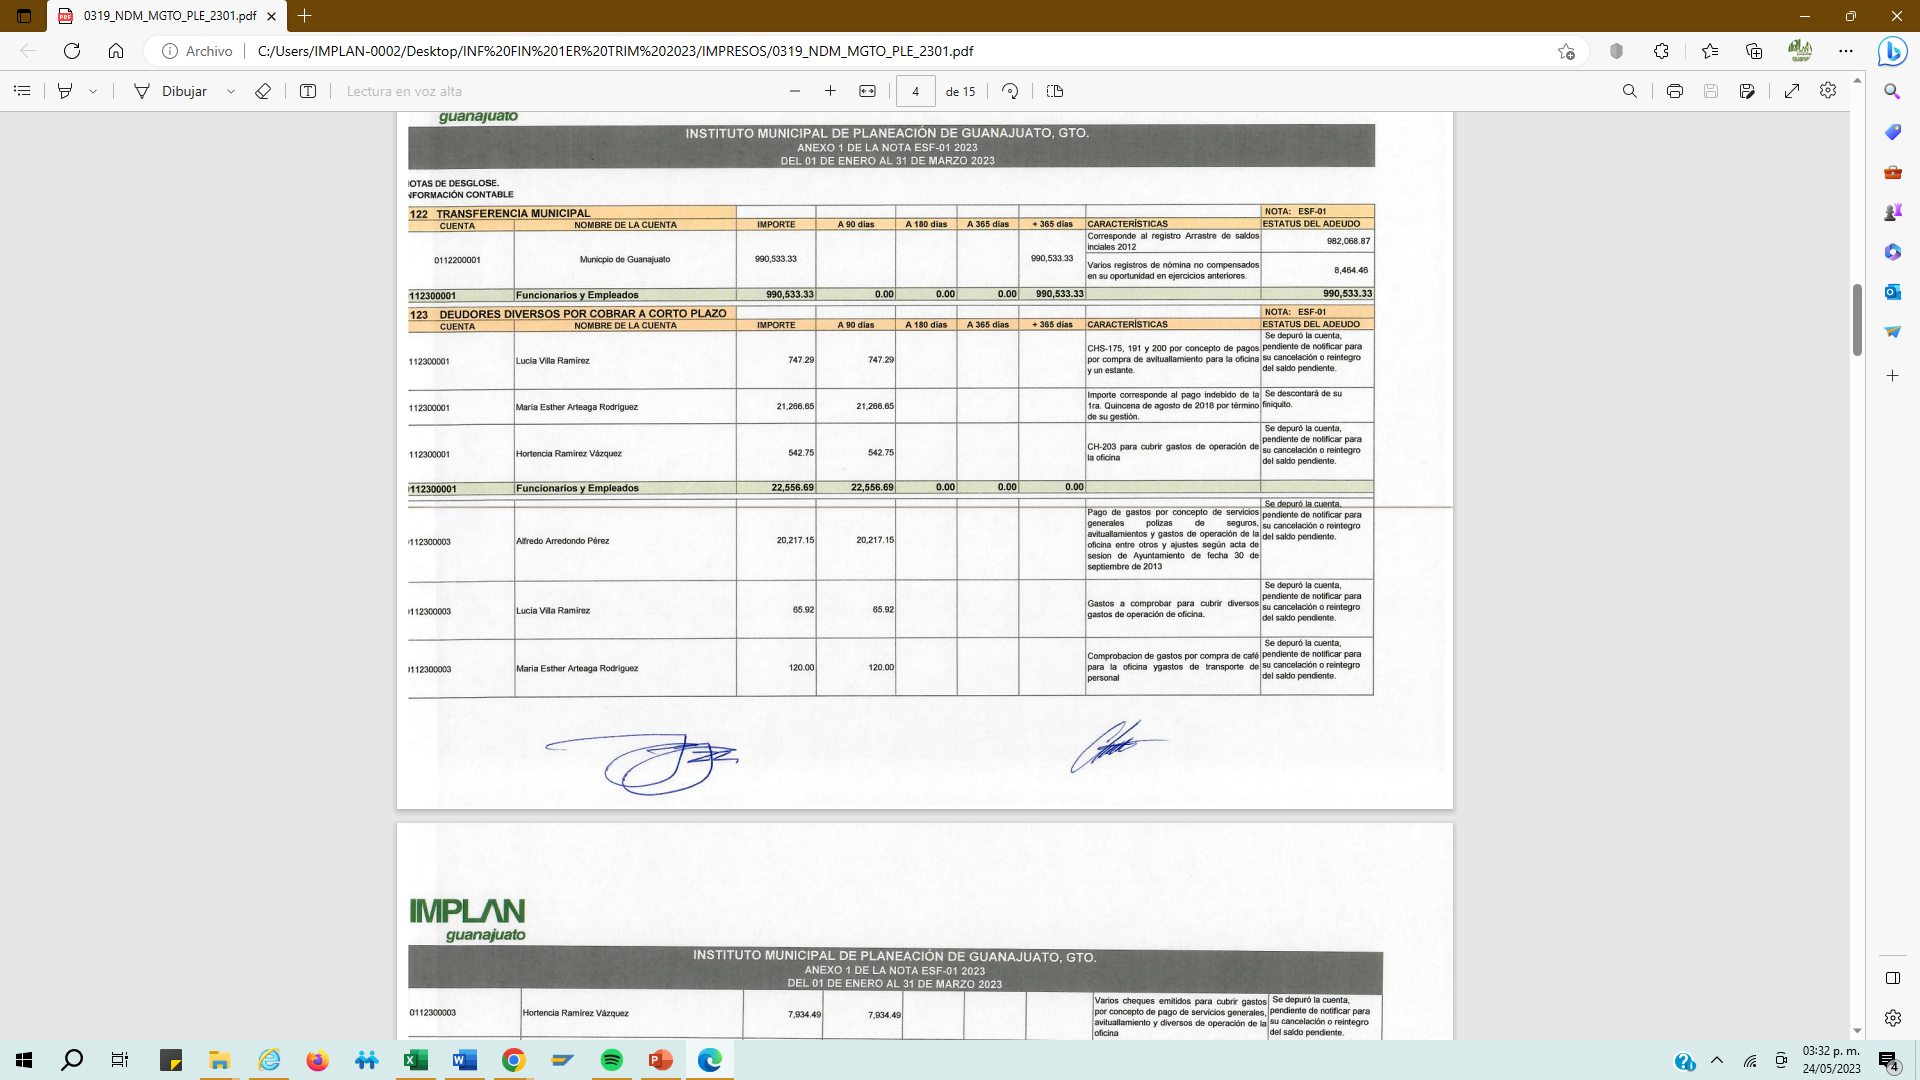 0319_NDM_MGTO_PLE_2301.pdf
Archivo C:/Users/IMPLAN-0002/Desktop/INF%20FIN%201ER%20TRIM%202023/IMPRESOS/0319_NDM_MGTO_PLE_2301.pdf
Dibujar Lectura en voz alta 4 de 15
guanajuato
INSTITUTO MUNICIPAL DE PLANEACIÓN DE GUANAJUATO, GTO.
ANEXO 1 DE LA NOTA ESF-01 2023
DEL 01 DE ENERO AL 31 DE MARZO 2023
IOTAS DE DESGLOSE.
NFORMACIÓN CONTABLE
122 TRANSFERENCIA MUNICIPAL NOTA: ESF-01
CUENTA NOMBRE DE LA CUENTA IMPORTE A 90 días A 180 días A 365 días + 365 días CARACTERÍSTICAS ESTATUS DEL ADEUDO
0112200001 Municpio de Guanajuato 990,533.33 990,533.33
Corresponde al registro Arrastre de saldos
inciales 2012
982,068.87
Varios registros de nómina no compensados
en su oportunidad en ejercicios anteriores.
8,464.46
112300001 Funcionarios y Empleados 990,533.33 0.00 0.00 0.00 990,533.33 990,533.33
123 DEUDORES DIVERSOS POR COBRAR A CORTO PLAZO NOTA: ESF-01
CUENTA NOMBRE DE LA CUENTA IMPORTE A 90 días A 180 días A 365 días + 365 días CARACTERÍSTICAS ESTATUS DEL ADEUDO
112300001 Lucía Villa Ramírez 747.29 747.29
CHS-175, 191 y 200 por concepto de pagos
por compra de avituallamiento para la oficina
y un estante.
Se depuró la cuenta,
pendiente de notificar para
su cancelación o reintegro
del saldo pendiente.
112300001 María Esther Arteaga Rodríguez 21,266.65 21,266.65
Importe corresponde al pago indebido de la
1ra. Quincena de agosto de 2018 por término
de su gestión.
Se descontará de su
finiquito.
112300001 Hortencia Ramírez Vázquez 542.75 542.75
CH-203 para cubrir gastos de operación de
la oficina
Se depuró la cuenta,
pendiente de notificar para
su cancelación o reintegro
del saldo pendiente.
112300001 Funcionarios y Empleados 22,556.69 22,556.69 0.00 0.00 0.00
112300003 Alfredo Arredondo Pérez 20,217.15 20,217.15
Pago de gastos por concepto de servicios
generales polizas de seguros,
avituallamientos y gastos de operación de la
oficina entre otros y ajustes según acta de
sesion de Ayuntamiento de fecha 30 de
septiembre de 2013
Se depuró la cuenta,
pendiente de notificar para
su cancelación o reintegro
del saldo pendiente.
112300003 Lucia Villa Ramírez 65.92 65.92
Gastos a comprobar para cubrir diversos
gastos de operación de oficina.
Se depuró la cuenta,
pendiente de notificar para
su cancelación o reintegro
del saldo pendiente.
112300003 Maria Esther Arteaga Rodriguez 120.00 120.00
Comprobacion de gastos por compra de café
para la oficina ygastos de transporte de
personal
Se depuró la cuenta,
pendiente de notificar para
su cancelación o reintegro
del saldo pendiente.
IMPLAN
guanajuato
INSTITUTO MUNICIPAL DE PLANEACIÓN DE GUANAJUATO, GTO.
ANEXO 1 DE LA NOTA ESF-01 2023
DEL 01 DE ENERO AL 31 DE MARZO 2023
0112300003 Hortencia Ramírez Vázquez 7,934.49 7,934.49
Varios cheques emitidos para cubrir gastos
por concepto de pago de servicios generales,
avituallamiento y diversos de operación de la
oficina
Se depuró la cuenta,
pendiente de notificar para
su cancelación o reintegro
del saldo pendiente.
03:32 p. m.
24/05/2023
4